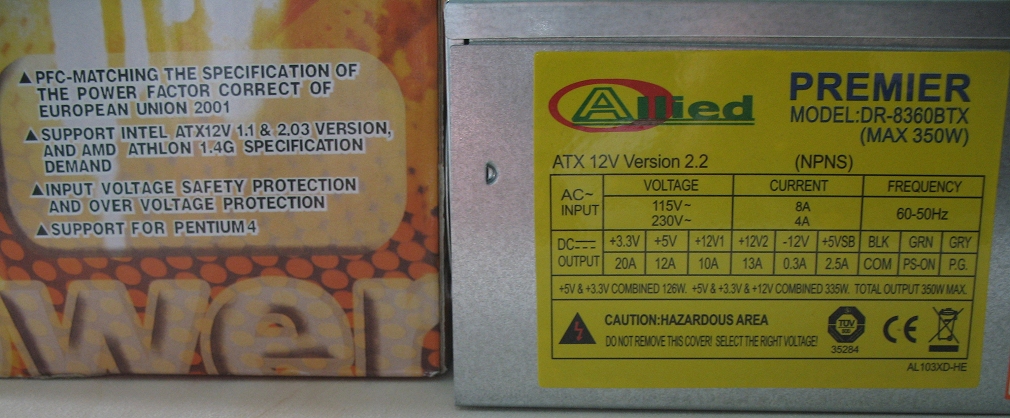 ▲PFC-MATCHING THE SPECIFICATION OF
THE POWER FACTOR CORRECT OF
EUROPEAN UNION 2001
▲SUPPORT INTEL ATX12V 1.1 & 2.03 VERSION,
AND AMD ATHLON 1.4G SPECIFICATION
DEMAND
▲INPUT VOLTAGE SAFETY PROTECTION
AND OVER VOLTAGE PROTECTION
▲SUPPORT FOR PENTIUM4
wer
Allied
PREMIER
MODEL:DR-8360BTX
(MAX 350W)
ATX 12V Version 2.2 (NPNS)
AC~ INPUT VOLTAGE CURRENT FREQUENCY
115V~ 8A 60-50Hz
230V~ 4A
DC OUTPUT +3.3V +5V +12V1 +12V2 -12V +5VSB BLK GRN GRY
20A 12A 10A 13A 0.3A 2.5A COM PS-ON P.G.
+5V & +3.3V COMBINED 126W. +5V & +3.3V & +12V COMBINED 335W. TOTAL OUTPUT 350W MAX.
CAUTION:HAZARDOUS AREA
DO NOT REMOVE THIS COVER! SELECT THE RIGHT VOLTAGE!
TÜV
35284
CE
AL103XD-HE